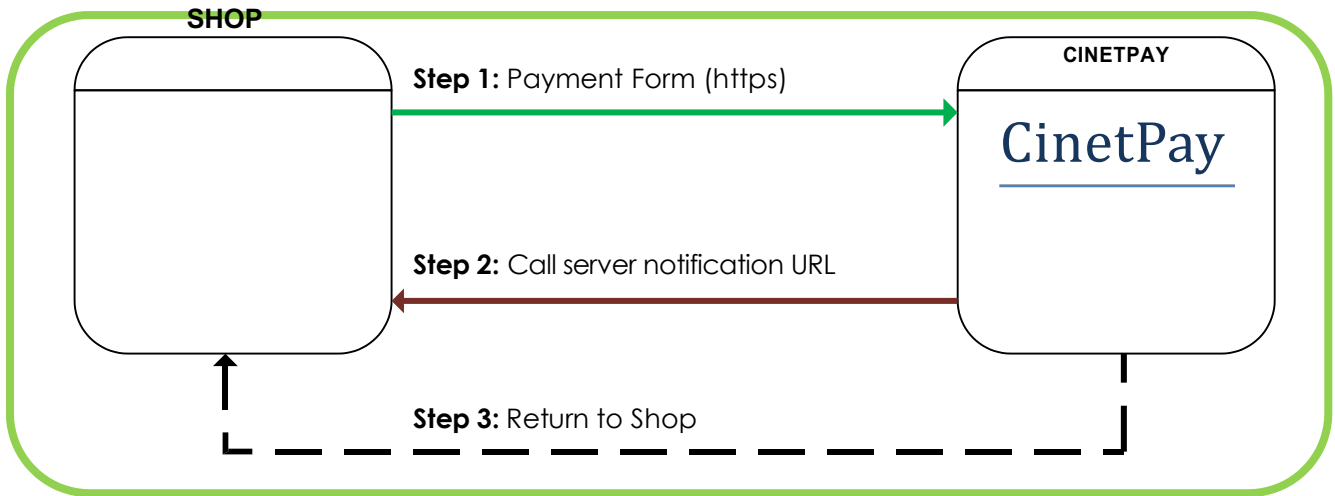 SHOP
CINETPAY
Step 1: Payment Form (https)
CinetPay
Step 2: Call server notification URL
Step 3: Return to Shop